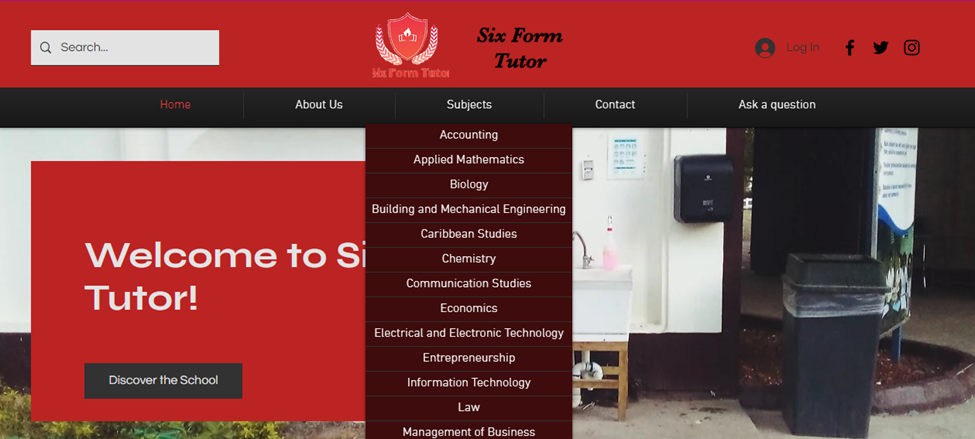 Search...
Six Form Tutor
Six Form
Tutor
Log In
Home
About Us
Subjects
Contact
Ask a question
Accounting
Applied Mathematics
Biology
Building and Mechanical Engineering
Caribbean Studies
Chemistry
Communication Studies
Economics
Electrical and Electronic Technology
Entrepreneurship
Information Technology
Law
Management of Business
Welcome to Si
Tutor!
Discover the School